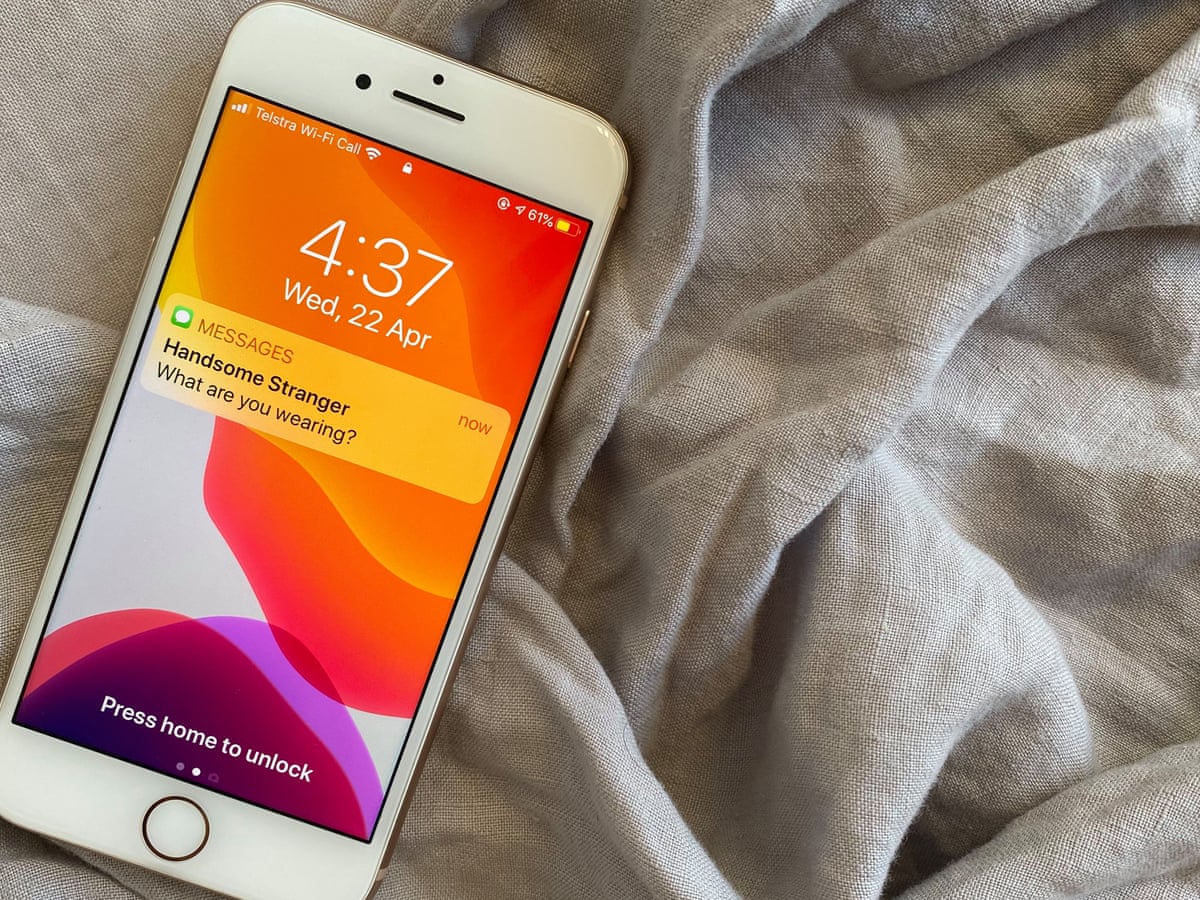 Telstra Wi-Fi Call
61%
4:37
Wed, 22 Apr
MESSAGES
Handsome Stranger
now
What are you wearing?
Press home to unlock